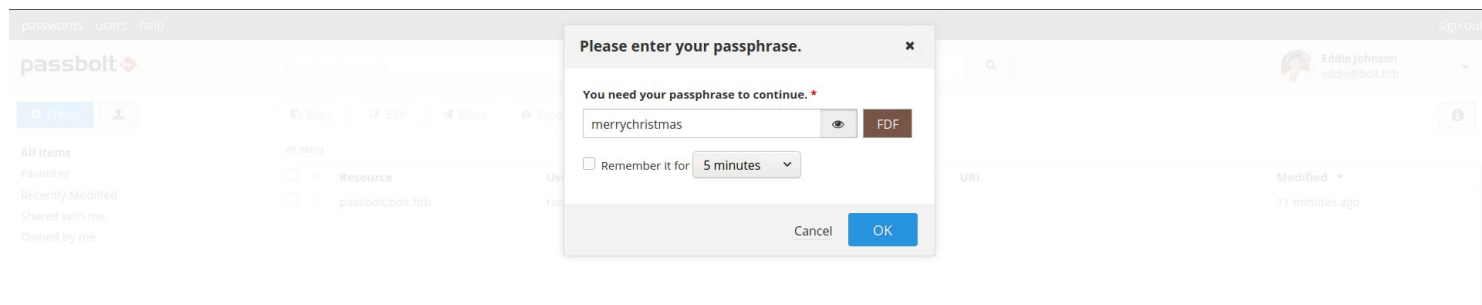 passwords users help
sign out
Please enter your passphrase.
passbolt
Search passwords
Eddie Johnson
eddie@bolt.htb
You need your passphrase to continue. *
merrychristmas
FDF
Create
Copy
Edit
Share
Remember it for 5 minutes
All items
All items
Favorites
Resource
URI
Modified
Recently Modified
passbolt.bolt.htb
11 minutes ago
Shared with me
Owned by me
Cancel
OK